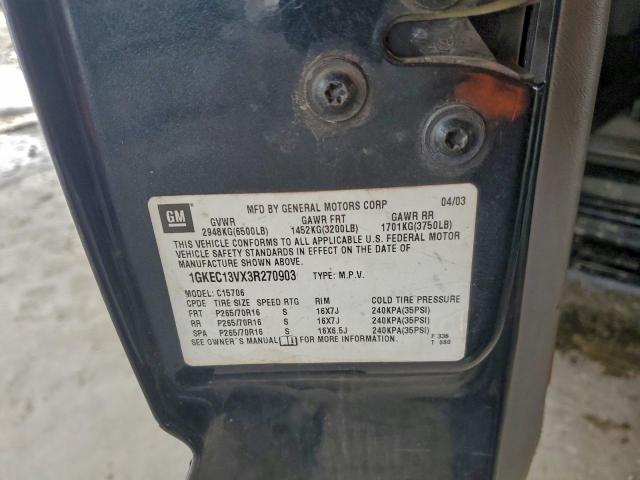 GM
MFD BY GENERAL MOTORS CORP 04/03
GVWR GAWR FRT GAWR RR
2948KG(6500LB) 1452KG(3200LB) 1701KG(3750LB)
THIS VEHICLE CONFORMS TO ALL APPLICABLE U.S. FEDERAL MOTOR
VEHICLE SAFETY STANDARDS IN EFFECT ON THE DATE OF
MANUFACTURE SHOWN ABOVE.
1GKEC13VX3R270903 TYPE: M.P.V.
MODEL: C15706
CPDE TIRE SIZE SPEED RTG RIM COLD TIRE PRESSURE
FRT P265/70R16 S 16X7J 240KPA(35PSI)
RR P265/70R16 S 16X7J 240KPA(35PSI)
SPA P265/70R16 S 16X6.5J 240KPA(35PSI)
SEE OWNER'S MANUAL FOR MORE INFORMATION.
F 336
T 680